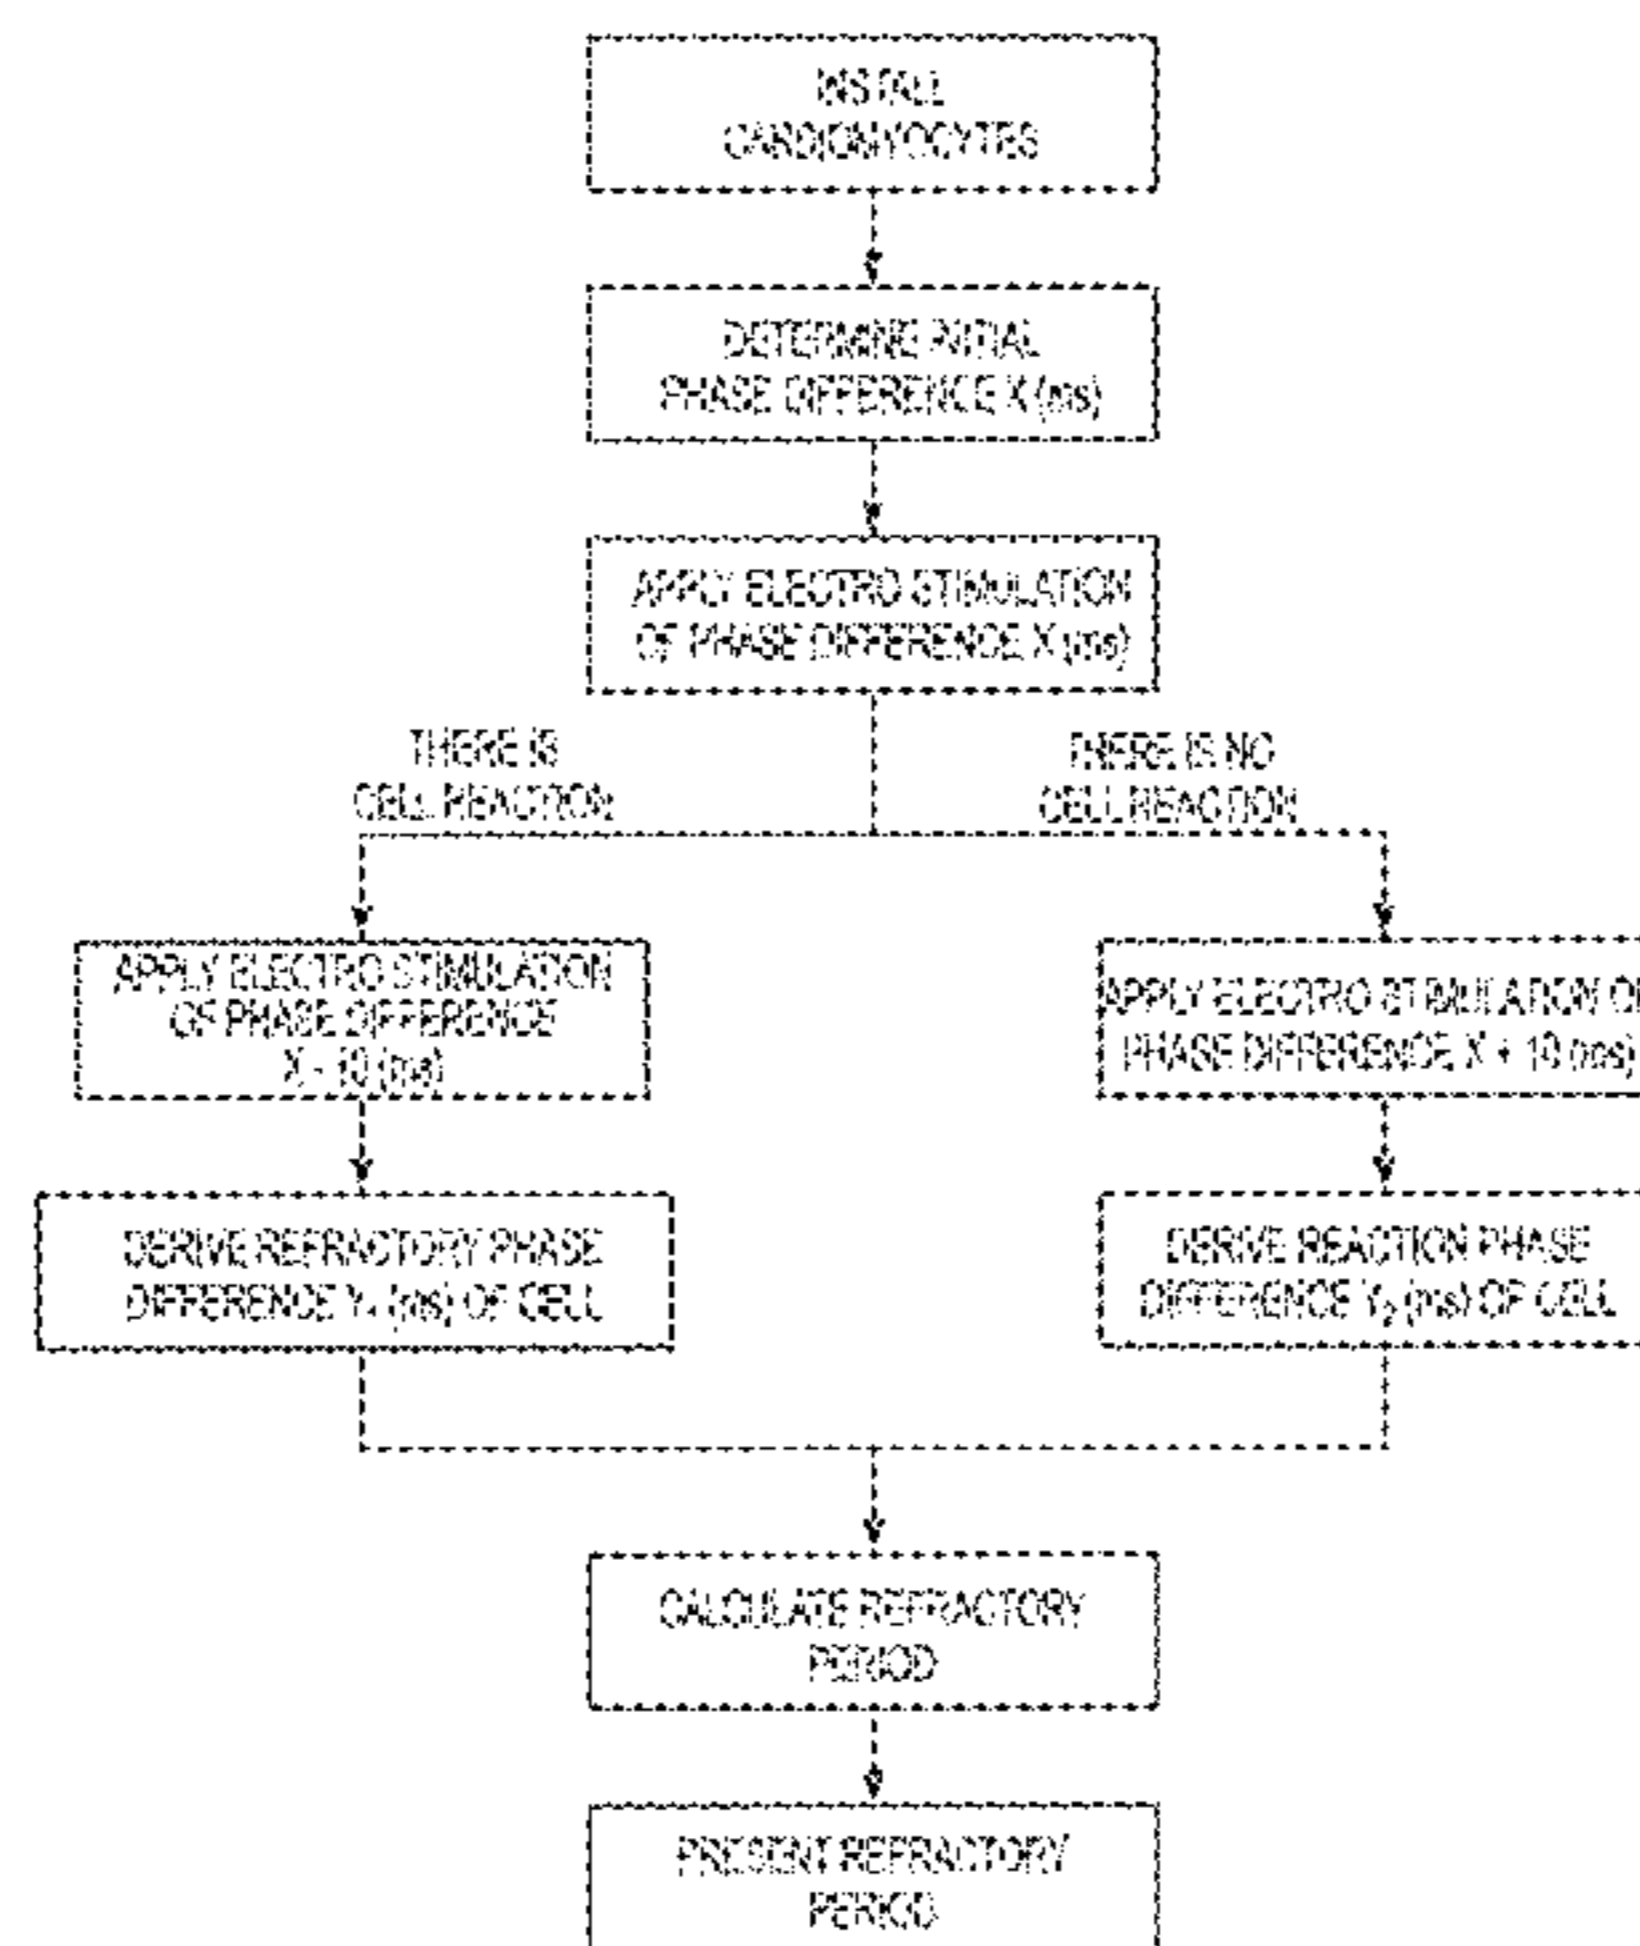 INSTALL
CARDIOMYOCYTES
DETERMINE INITIAL
PHASE DIFFERENCE X (ms)
APPLY ELECTRO STIMULATION
OF PHASE DIFFERENCE X (ms)
THERE IS
CELL REACTION
THERE IS NO
CELL REACTION
APPLY ELECTRO STIMULATION
OF PHASE DIFFERENCE
X - 10 (ms)
APPLY ELECTRO STIMULATION O
PHASE DIFFERENCE X + 10 (ms)
DERIVE REFRACTORY PHASE
DIFFERENCE Y₁ (ms) OF CELL
DERIVE REACTION PHASE
DIFFERENCE Y₂ (ms) OF CELL
CALCULATE REFRACTORY
PERIOD
PRESENT REFRACTORY
PERIOD